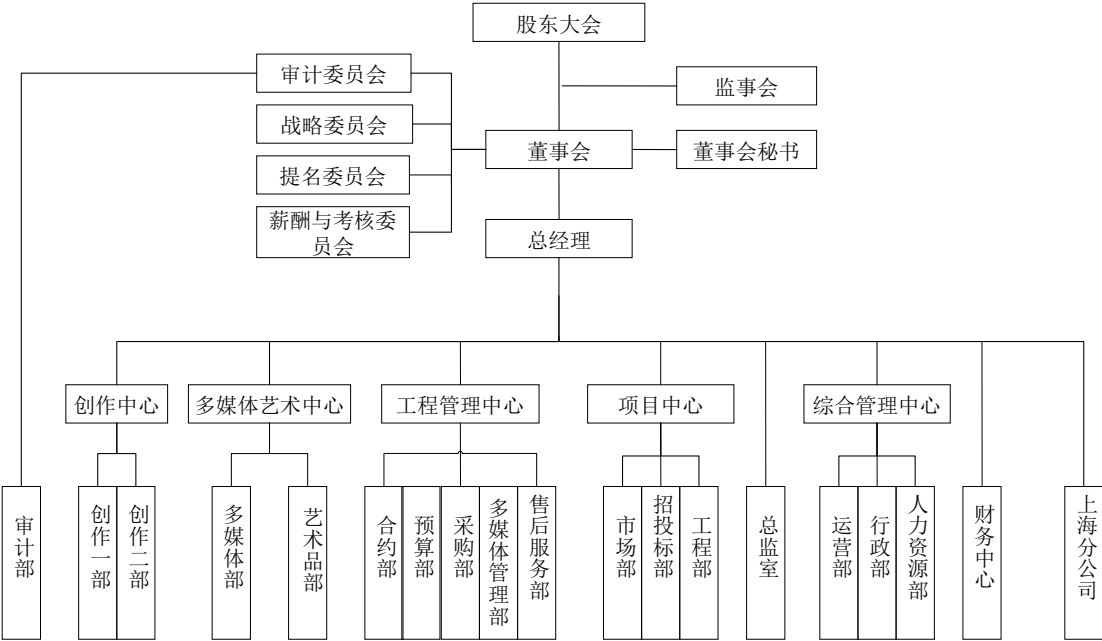 股东大会
审计委员会
监事会
战略委员会
董事会
董事会秘书
提名委员会
薪酬与考核委
员会
总经理
创作中心
多媒体艺术中心
工程管理中心
项目中心
综合管理中心
审计部
创作一部
创作二部
多媒体部
艺术品部
合约部
预算部
采购部
多媒体管理部
售后服务部
市场部
招投标部
工程部
总监室
运营部
行政部
人力资源部
财务中心
上海分公司